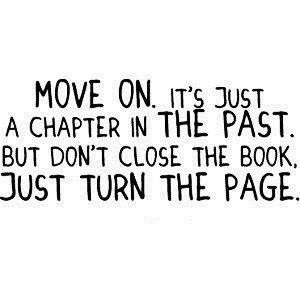 MOVE ON. IT'S JUST
A CHAPTER IN THE PAST.
BUT DON'T CLOSE THE BOOK,
JUST TURN THE PAGE.